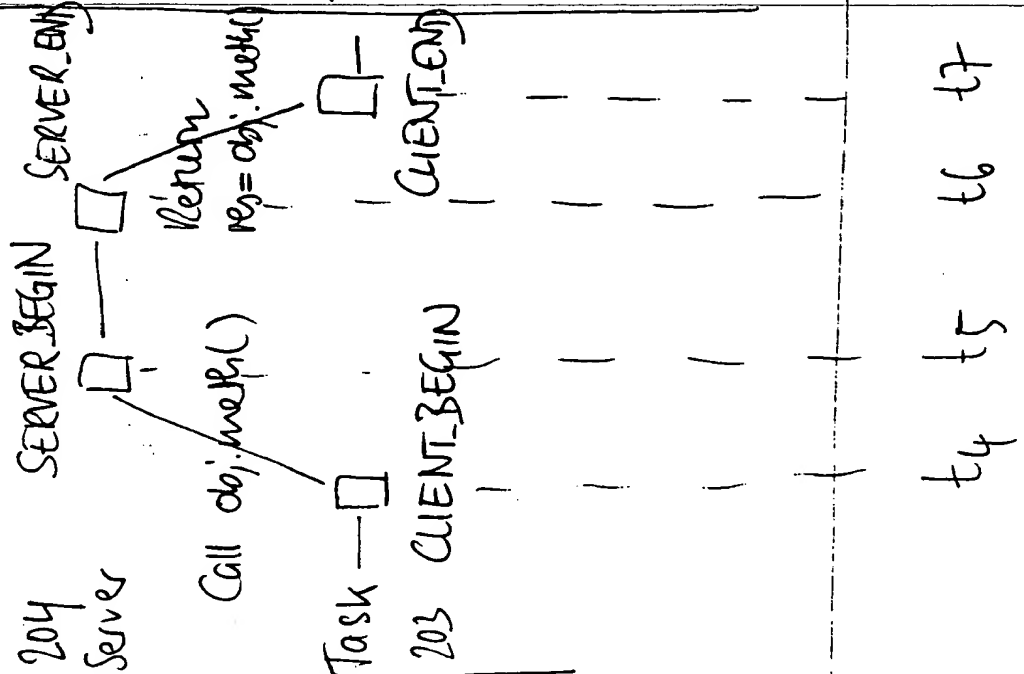 204 SERVER_BEGIN SERVER_END
Server
Call obj.meth() Return
res = obj.meth()
Task
203 CLIENT_BEGIN CLIENT_END
t4 t5 t6 t7